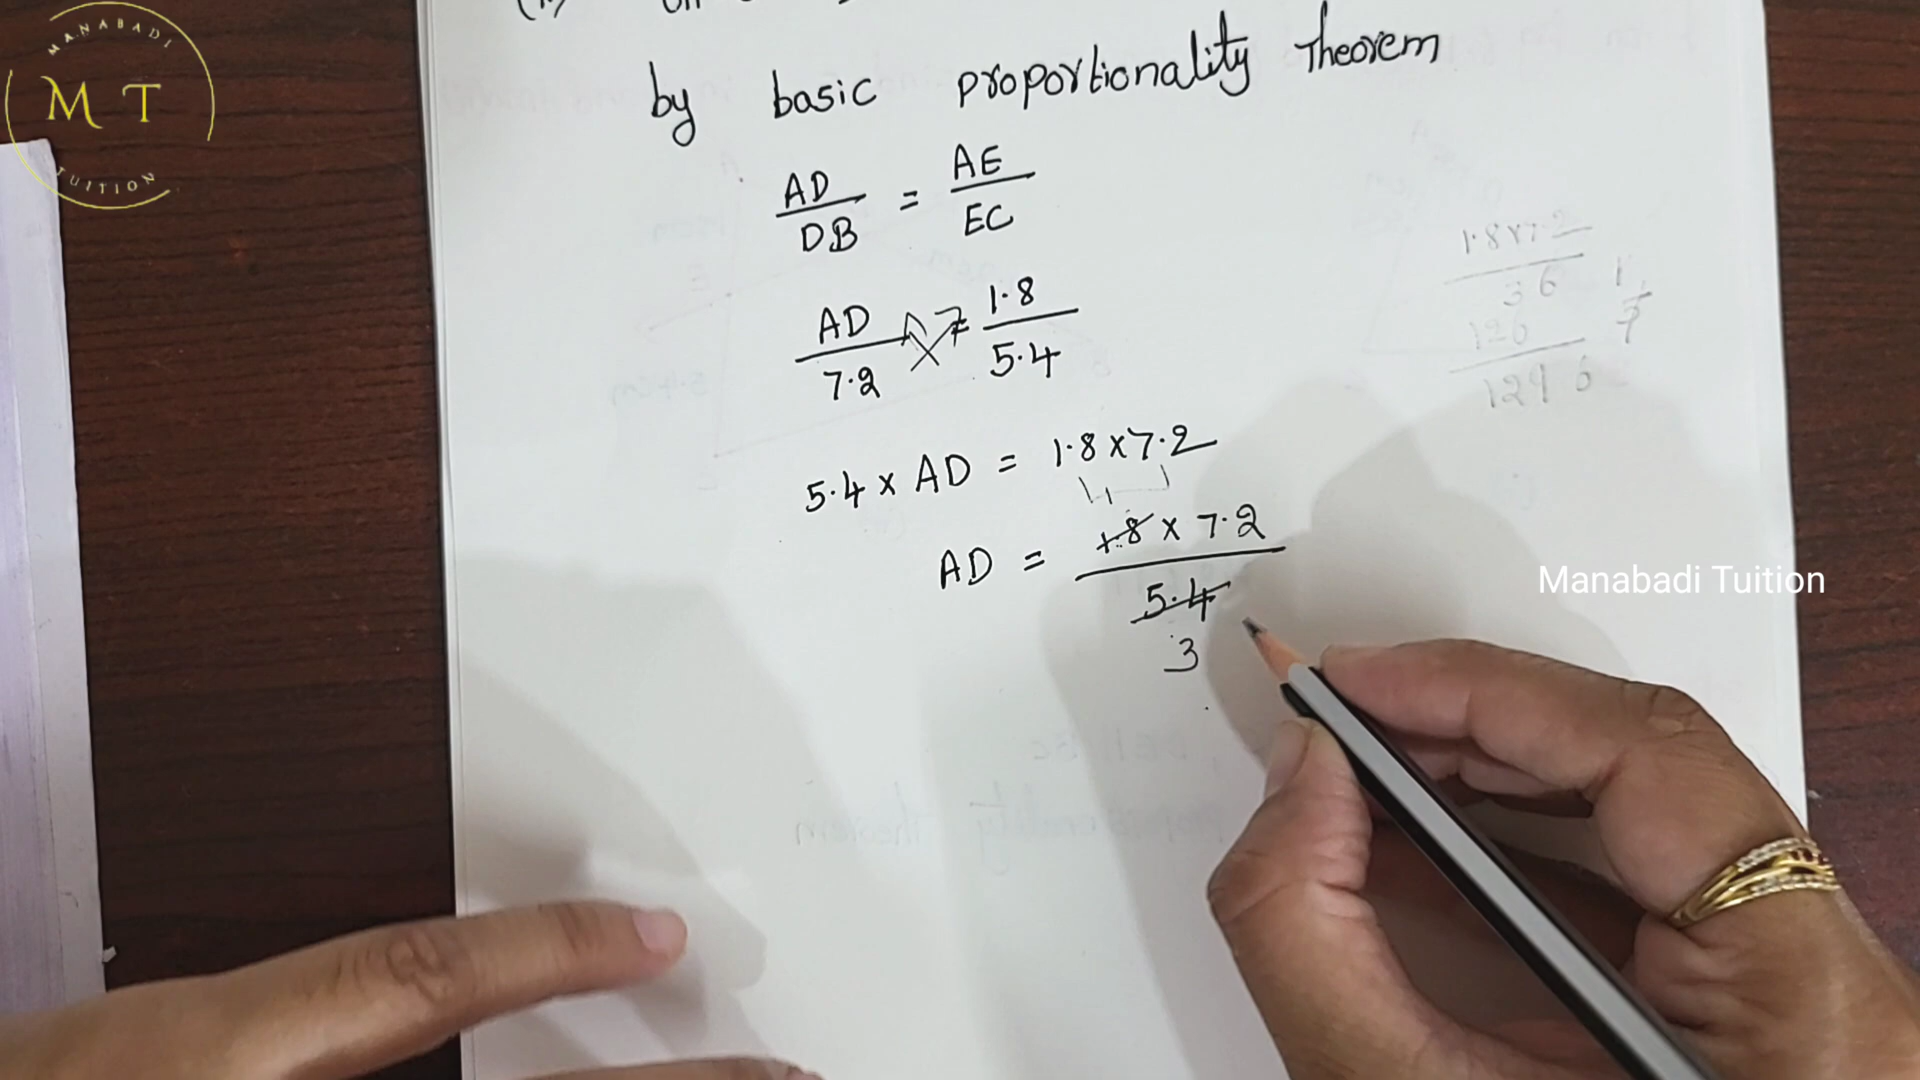 MANABADI
M T
TUITION
by basic proportionality Theorem
AD/DB = AE/EC
AD/7.2 = 1.8/5.4
5.4 x AD = 1.8 x 7.2
AD = 1.8 x 7.2 / 5.4
3
1.8x7.2
36
126
1296
1
Manabadi Tuition